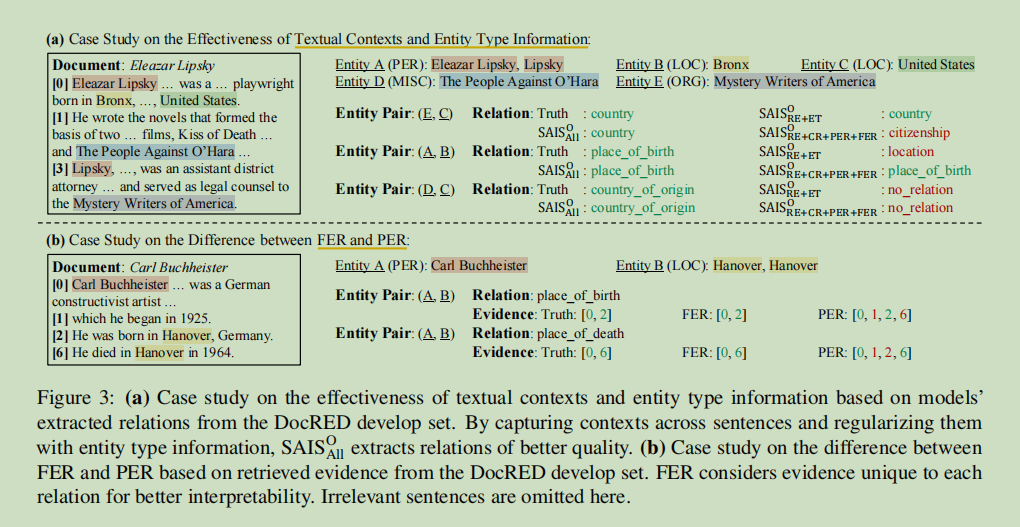 (a) Case Study on the Effectiveness of Textual Contexts and Entity Type Information:
Document: Eleazar Lipsky
[0] Eleazar Lipsky ... was a ... playwright
born in Bronx, ..., United States.
[1] He wrote the novels that formed the
basis of two ... films, Kiss of Death ...
and The People Against O'Hara ...
[3] Lipsky, ..., was an assistant district
attorney ... and served as legal counsel to
the Mystery Writers of America.
Entity A (PER): Eleazar Lipsky, Lipsky Entity B (LOC): Bronx Entity C (LOC): United States
Entity D (MISC): The People Against O'Hara Entity E (ORG): Mystery Writers of America
Entity Pair: (E, C) Relation: Truth : country SAIS^O_RE+ET : country
SAIS^O_All : country SAIS^O_RE+CR+PER+FER : citizenship
Entity Pair: (A, B) Relation: Truth : place_of_birth SAIS^O_RE+ET : location
SAIS^O_All : place_of_birth SAIS^O_RE+CR+PER+FER : place_of_birth
Entity Pair: (D, C) Relation: Truth : country_of_origin SAIS^O_RE+ET : no_relation
SAIS^O_All : country_of_origin SAIS^O_RE+CR+PER+FER : no_relation
(b) Case Study on the Difference between FER and PER:
Document: Carl Buchheister
[0] Carl Buchheister ... was a German
constructivist artist ...
[1] which he began in 1925.
[2] He was born in Hanover, Germany.
[6] He died in Hanover in 1964.
Entity A (PER): Carl Buchheister Entity B (LOC): Hanover, Hanover
Entity Pair: (A, B) Relation: place_of_birth
Evidence: Truth: [0, 2] FER: [0, 2] PER: [0, 1, 2, 6]
Entity Pair: (A, B) Relation: place_of_death
Evidence: Truth: [0, 6] FER: [0, 6] PER: [0, 1, 2, 6]
Figure 3: (a) Case study on the effectiveness of textual contexts and entity type information based on models'
extracted relations from the DocRED develop set. By capturing contexts across sentences and regularizing them
with entity type information, SAIS^O_All extracts relations of better quality. (b) Case study on the difference between
FER and PER based on retrieved evidence from the DocRED develop set. FER considers evidence unique to each
relation for better interpretability. Irrelevant sentences are omitted here.